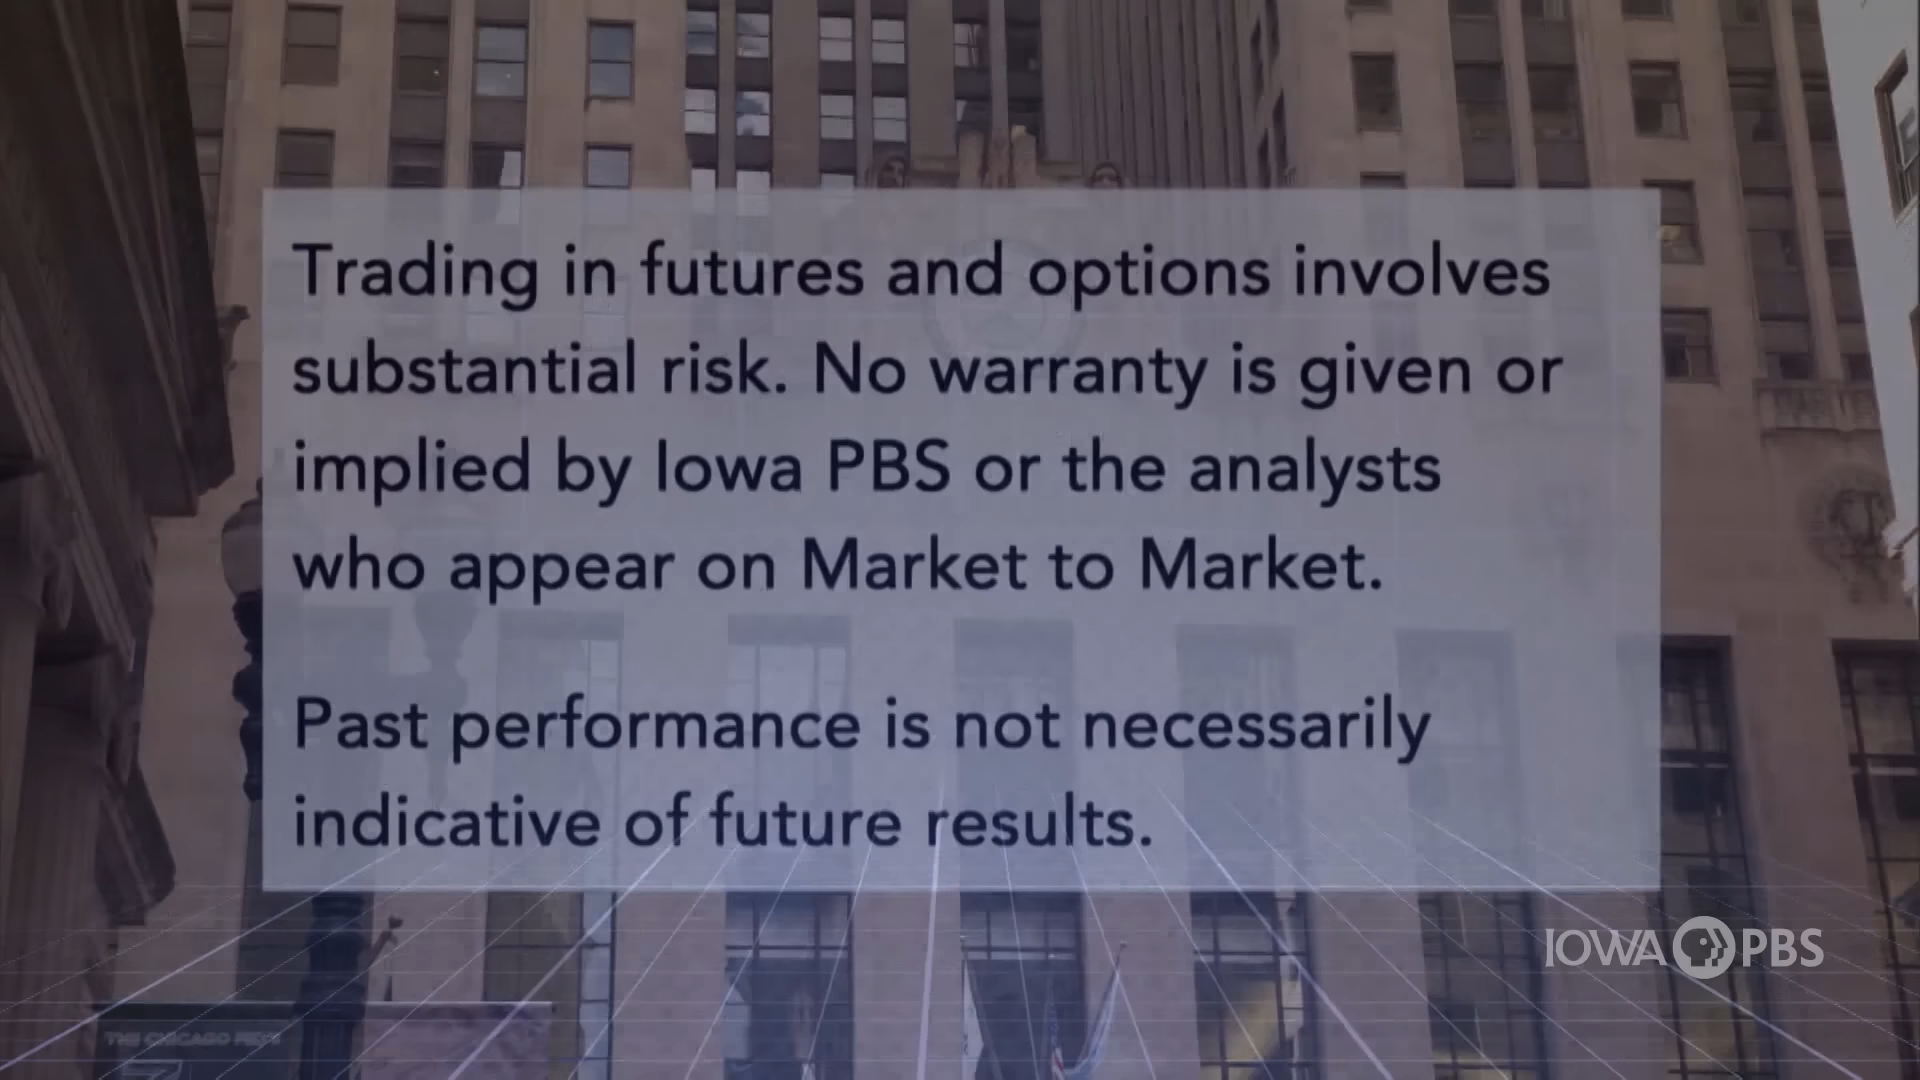 Trading in futures and options involves
substantial risk. No warranty is given or
implied by Iowa PBS or the analysts
who appear on Market to Market.
Past performance is not necessarily
indicative of future results.
IOWA PBS